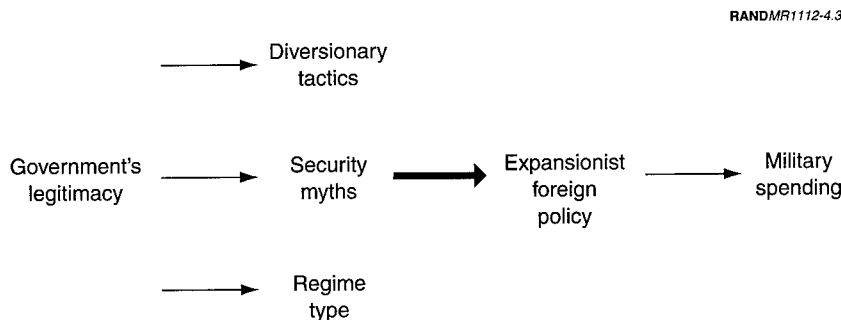 RANDMR1112-4.3
Diversionary
tactics
Government's
legitimacy
Security
myths
Expansionist
foreign
policy
Military
spending
Regime
type